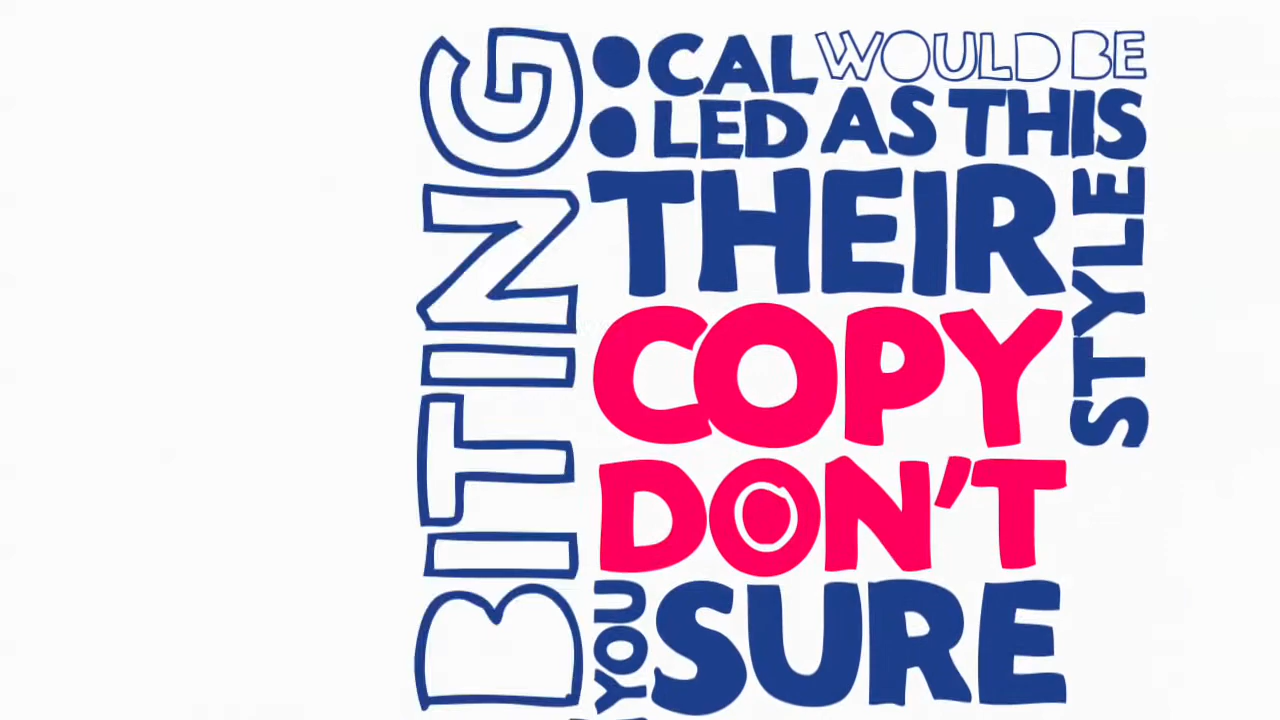 BITING:
CAL WOULD BE
LED AS THIS
THEIR
STYLE
COPY
DON'T
YOU
SURE